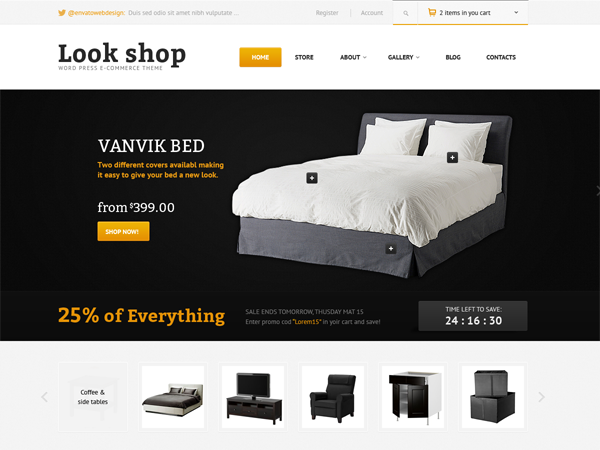 @envatowebdesign: Duis sed odio sit amet nibh vulputate ...
Register
Account
2 items in you cart
Look shop
WORD PRESS E-COMMERCE THEME
HOME
STORE
ABOUT
GALLERY
BLOG
CONTACTS
VANVIK BED
Two different covers availabl making
it easy to give your bed a new look.
from $399.00
SHOP NOW!
25% of Everything
SALE ENDS TOMORROW, THUSDAY MAT 15
Enter promo cod "Lorem15" in yoir cart and save!
TIME LEFT TO SAVE:
24 : 16 : 30
Coffee &
side tables